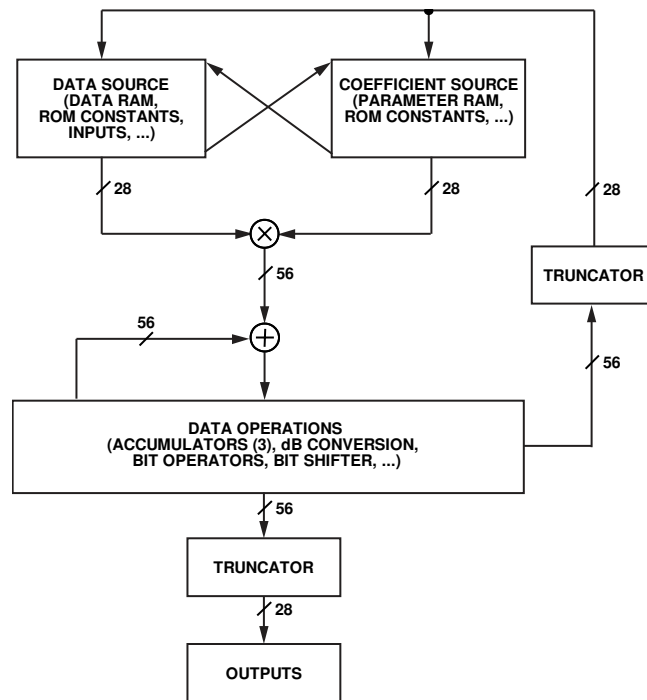 DATA SOURCE
(DATA RAM,
ROM CONSTANTS,
INPUTS, ...)
COEFFICIENT SOURCE
(PARAMETER RAM,
ROM CONSTANTS, ...)
28
28
28
56
TRUNCATOR
56
56
DATA OPERATIONS
(ACCUMULATORS (3), dB CONVERSION,
BIT OPERATORS, BIT SHIFTER, ...)
56
TRUNCATOR
28
OUTPUTS